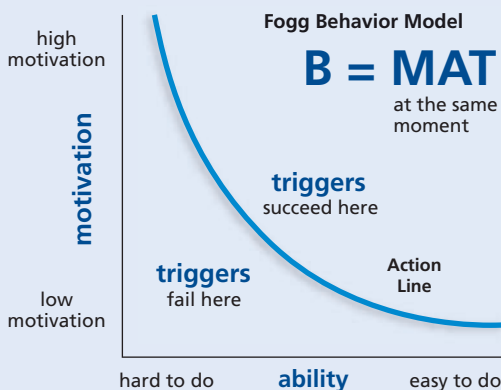 Fogg Behavior Model
B = MAT
at the same
moment
high
motivation
motivation
triggers
succeed here
triggers
fail here
Action
Line
low
motivation
hard to do
ability
easy to do